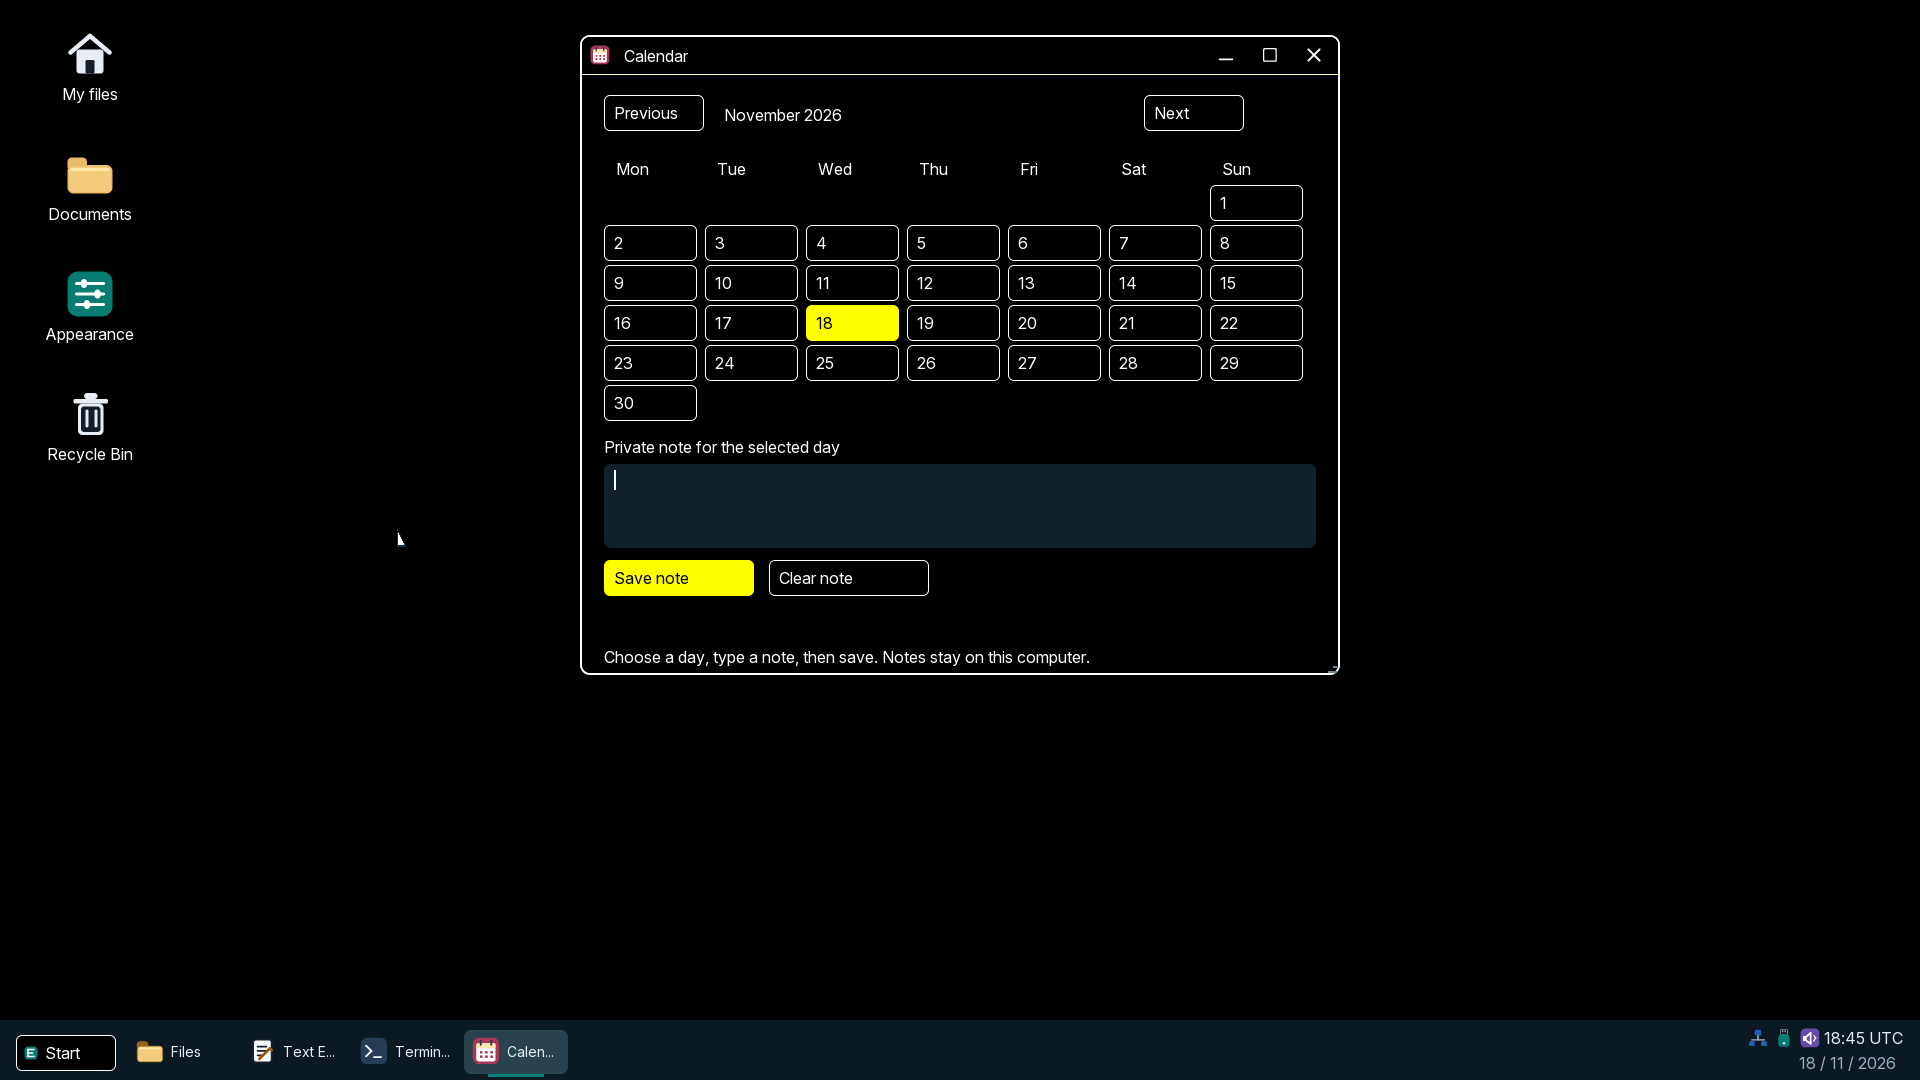 My files
Documents
Appearance
Recycle Bin
Calendar
Previous November 2026 Next
Mon Tue Wed Thu Fri Sat Sun
1
2 3 4 5 6 7 8
9 10 11 12 13 14 15
16 17 18 19 20 21 22
23 24 25 26 27 28 29
30
Private note for the selected day
Save note Clear note
Choose a day, type a note, then save. Notes stay on this computer.
Start Files Text E... Termin... Calen... 18:45 UTC
18 / 11 / 2026